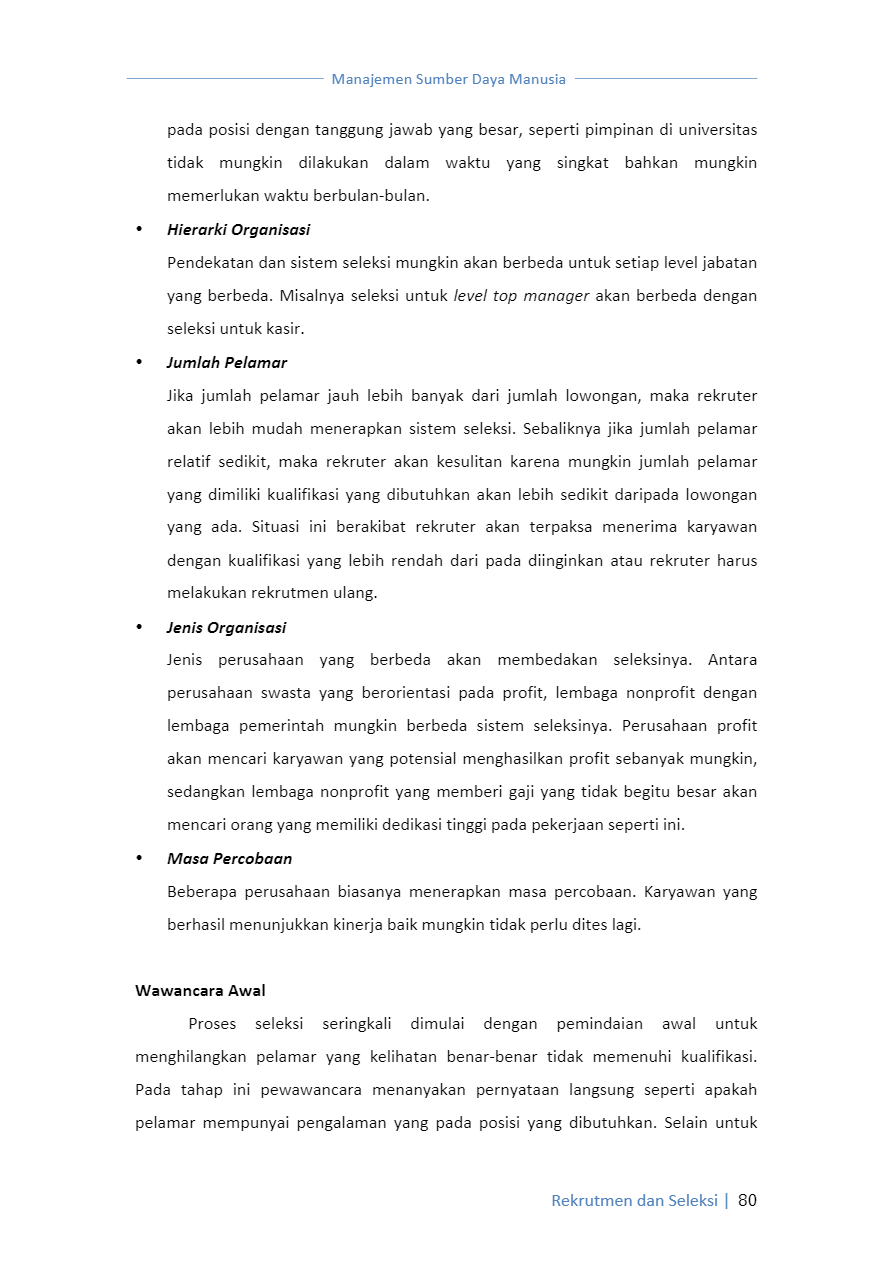 Manajemen Sumber Daya Manusia
pada posisi dengan tanggung jawab yang besar, seperti pimpinan di universitas
tidak mungkin dilakukan dalam waktu yang singkat bahkan mungkin
memerlukan waktu berbulan-bulan.
• Hierarki Organisasi
Pendekatan dan sistem seleksi mungkin akan berbeda untuk setiap level jabatan
yang berbeda. Misalnya seleksi untuk level top manager akan berbeda dengan
seleksi untuk kasir.
• Jumlah Pelamar
Jika jumlah pelamar jauh lebih banyak dari jumlah lowongan, maka rekruter
akan lebih mudah menerapkan sistem seleksi. Sebaliknya jika jumlah pelamar
relatif sedikit, maka rekruter akan kesulitan karena mungkin jumlah pelamar
yang dimiliki kualifikasi yang dibutuhkan akan lebih sedikit daripada lowongan
yang ada. Situasi ini berakibat rekruter akan terpaksa menerima karyawan
dengan kualifikasi yang lebih rendah dari pada diinginkan atau rekruter harus
melakukan rekrutmen ulang.
• Jenis Organisasi
Jenis perusahaan yang berbeda akan membedakan seleksinya. Antara
perusahaan swasta yang berorientasi pada profit, lembaga nonprofit dengan
lembaga pemerintah mungkin berbeda sistem seleksinya. Perusahaan profit
akan mencari karyawan yang potensial menghasilkan profit sebanyak mungkin,
sedangkan lembaga nonprofit yang memberi gaji yang tidak begitu besar akan
mencari orang yang memiliki dedikasi tinggi pada pekerjaan seperti ini.
• Masa Percobaan
Beberapa perusahaan biasanya menerapkan masa percobaan. Karyawan yang
berhasil menunjukkan kinerja baik mungkin tidak perlu dites lagi.
Wawancara Awal
Proses seleksi seringkali dimulai dengan pemindaian awal untuk
menghilangkan pelamar yang kelihatan benar-benar tidak memenuhi kualifikasi.
Pada tahap ini pewawancara menanyakan pernyataan langsung seperti apakah
pelamar mempunyai pengalaman yang pada posisi yang dibutuhkan. Selain untuk
Rekrutmen dan Seleksi | 80